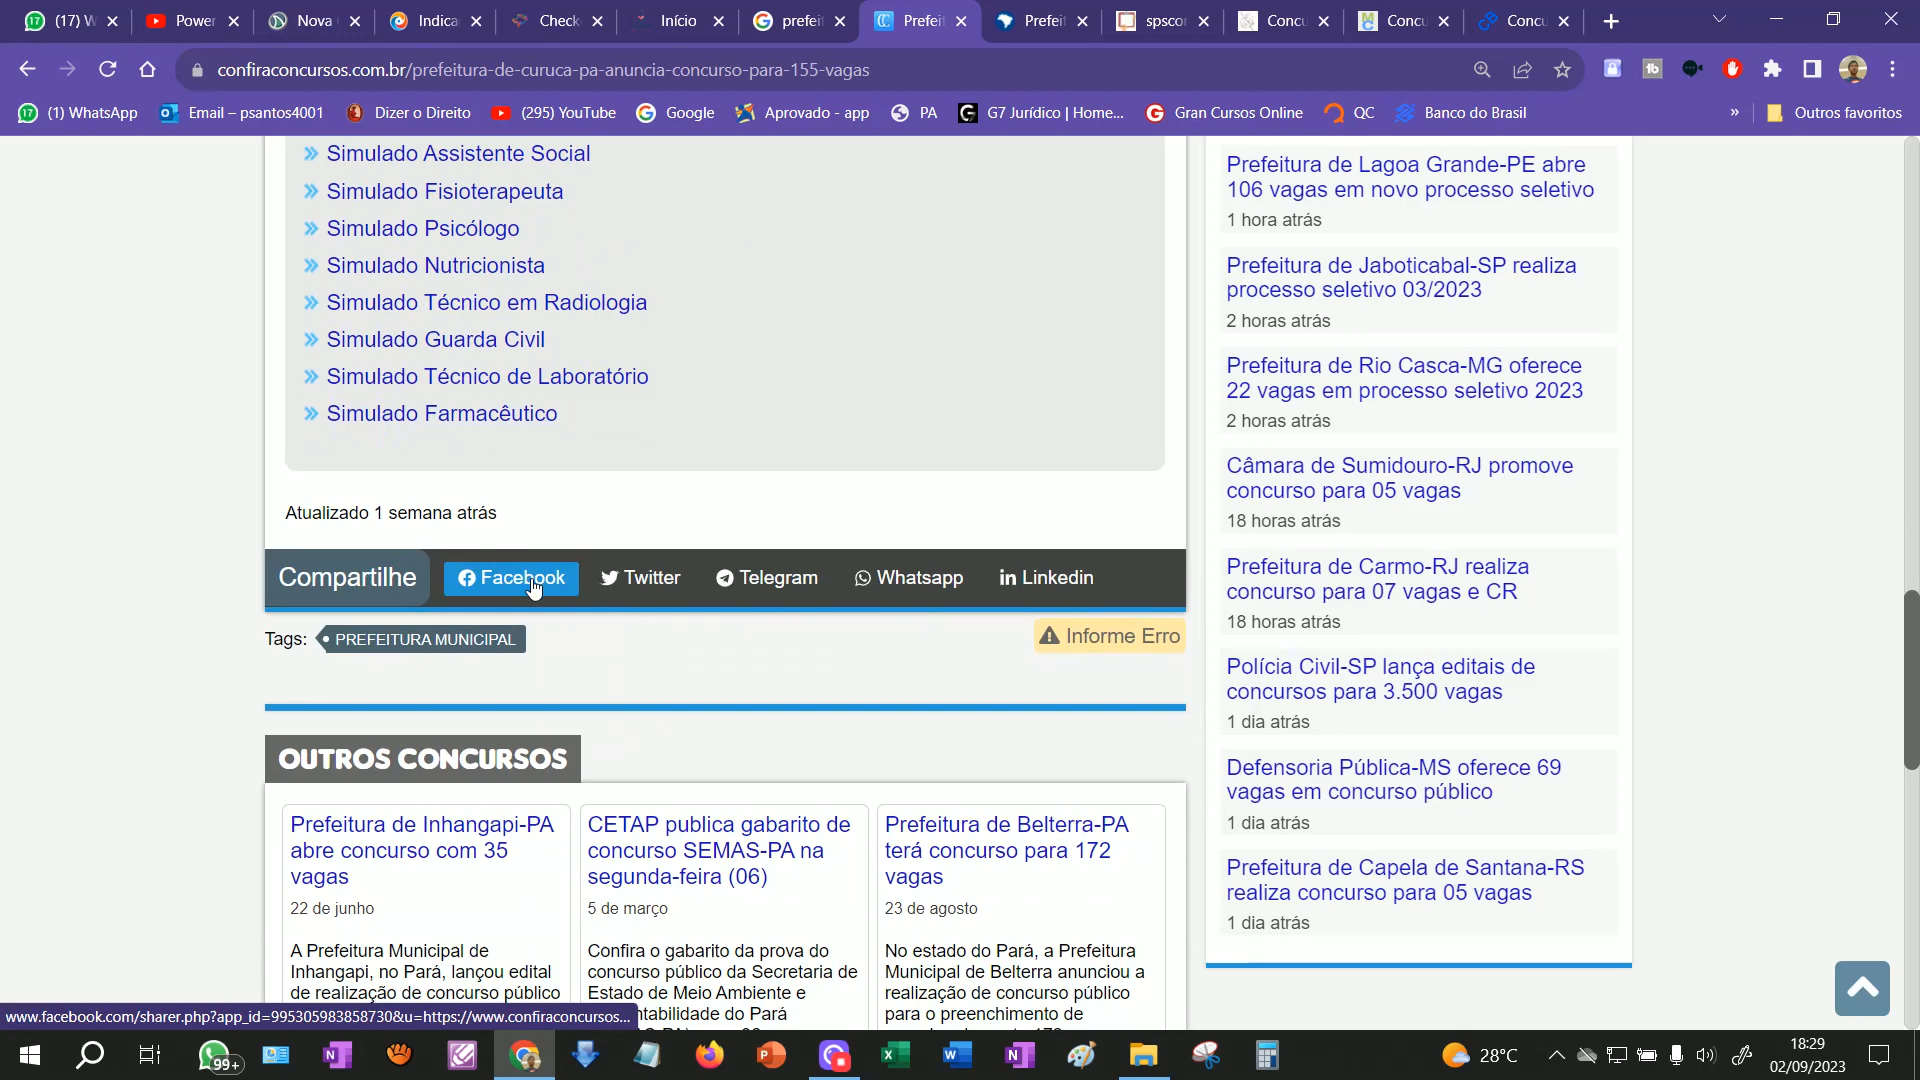 (17) W
Power
Nova
Indica
Check
Início
prefeit
Prefeit
Prefeit
spscor
Concu
Concu
Concu
confiraconcursos.com.br/prefeitura-de-curuca-pa-anuncia-concurso-para-155-vagas
(1) WhatsApp
Email – psantos4001
Dizer o Direito
(295) YouTube
Google
Aprovado - app
PA
G7 Jurídico | Home...
Gran Cursos Online
QC
Banco do Brasil
»
Outros favoritos
Simulado Assistente Social
Simulado Fisioterapeuta
Simulado Psicólogo
Simulado Nutricionista
Simulado Técnico em Radiologia
Simulado Guarda Civil
Simulado Técnico de Laboratório
Simulado Farmacêutico
Atualizado 1 semana atrás
Compartilhe
Facebook
Twitter
Telegram
Whatsapp
Linkedin
Tags:
PREFEITURA MUNICIPAL
Informe Erro
OUTROS CONCURSOS
Prefeitura de Inhangapi-PA
abre concurso com 35
vagas
22 de junho
A Prefeitura Municipal de
Inhangapi, no Pará, lançou edital
de realização de concurso público
CETAP publica gabarito de
concurso SEMAS-PA na
segunda-feira (06)
5 de março
Confira o gabarito da prova do
concurso público da Secretaria de
Estado de Meio Ambiente e
ntabilidade do Pará
Prefeitura de Belterra-PA
terá concurso para 172
vagas
23 de agosto
No estado do Pará, a Prefeitura
Municipal de Belterra anunciou a
realização de concurso público
para o preenchimento de
Prefeitura de Lagoa Grande-PE abre
106 vagas em novo processo seletivo
1 hora atrás
Prefeitura de Jaboticabal-SP realiza
processo seletivo 03/2023
2 horas atrás
Prefeitura de Rio Casca-MG oferece
22 vagas em processo seletivo 2023
2 horas atrás
Câmara de Sumidouro-RJ promove
concurso para 05 vagas
18 horas atrás
Prefeitura de Carmo-RJ realiza
concurso para 07 vagas e CR
18 horas atrás
Polícia Civil-SP lança editais de
concursos para 3.500 vagas
1 dia atrás
Defensoria Pública-MS oferece 69
vagas em concurso público
1 dia atrás
Prefeitura de Capela de Santana-RS
realiza concurso para 05 vagas
1 dia atrás
www.facebook.com/sharer.php?app_id=995305983858730&u=https://www.confiraconcursos...
99+
28°C
18:29
02/09/2023